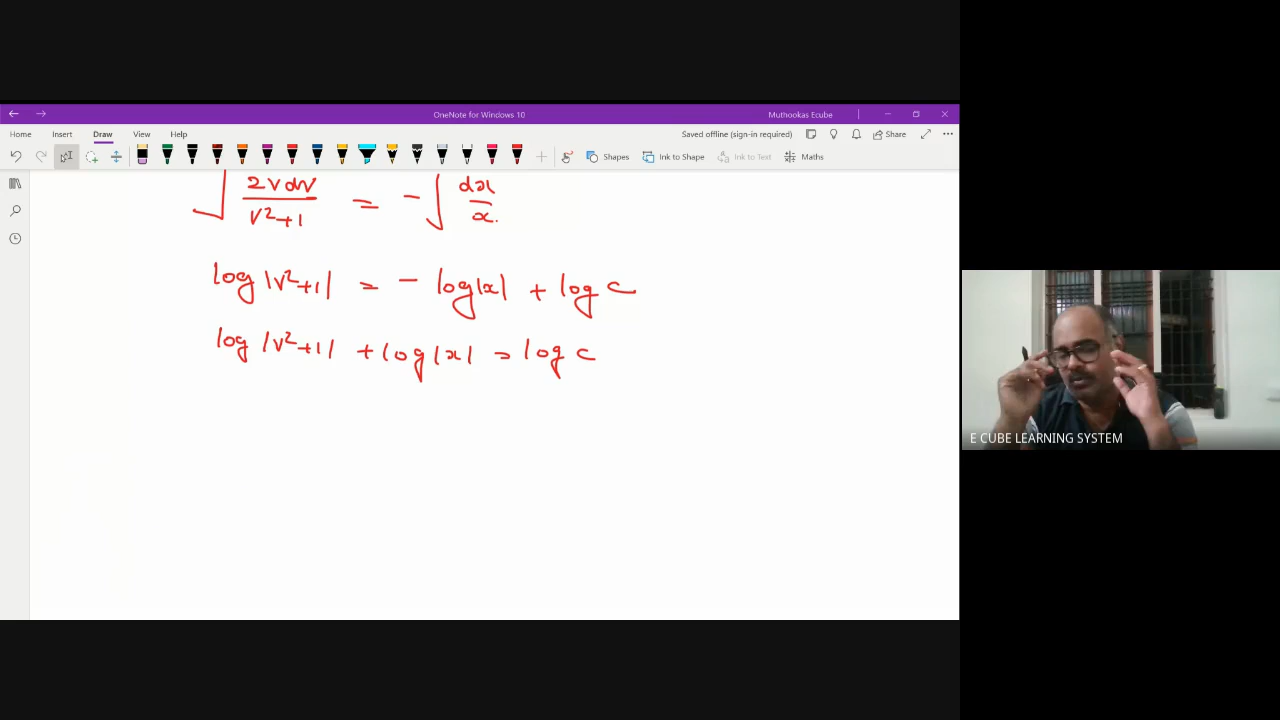 OneNote for Windows 10
Muthookas Ecube
Home Insert Draw View Help
Saved offline (sign-in required)
Share
Shapes
Ink to Shape
Ink to Text
Maths
∫ 2v dv / v²+1 = - ∫ dx / x.
log |v²+1| = - log|x| + log c
log |v²+1| + log|x| = log c
E CUBE LEARNING SYSTEM